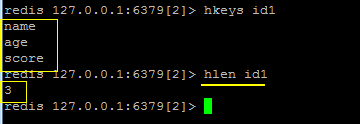 redis 127.0.0.1:6379[2]> hkeys id1
name
age
score
redis 127.0.0.1:6379[2]> hlen id1
3
redis 127.0.0.1:6379[2]>